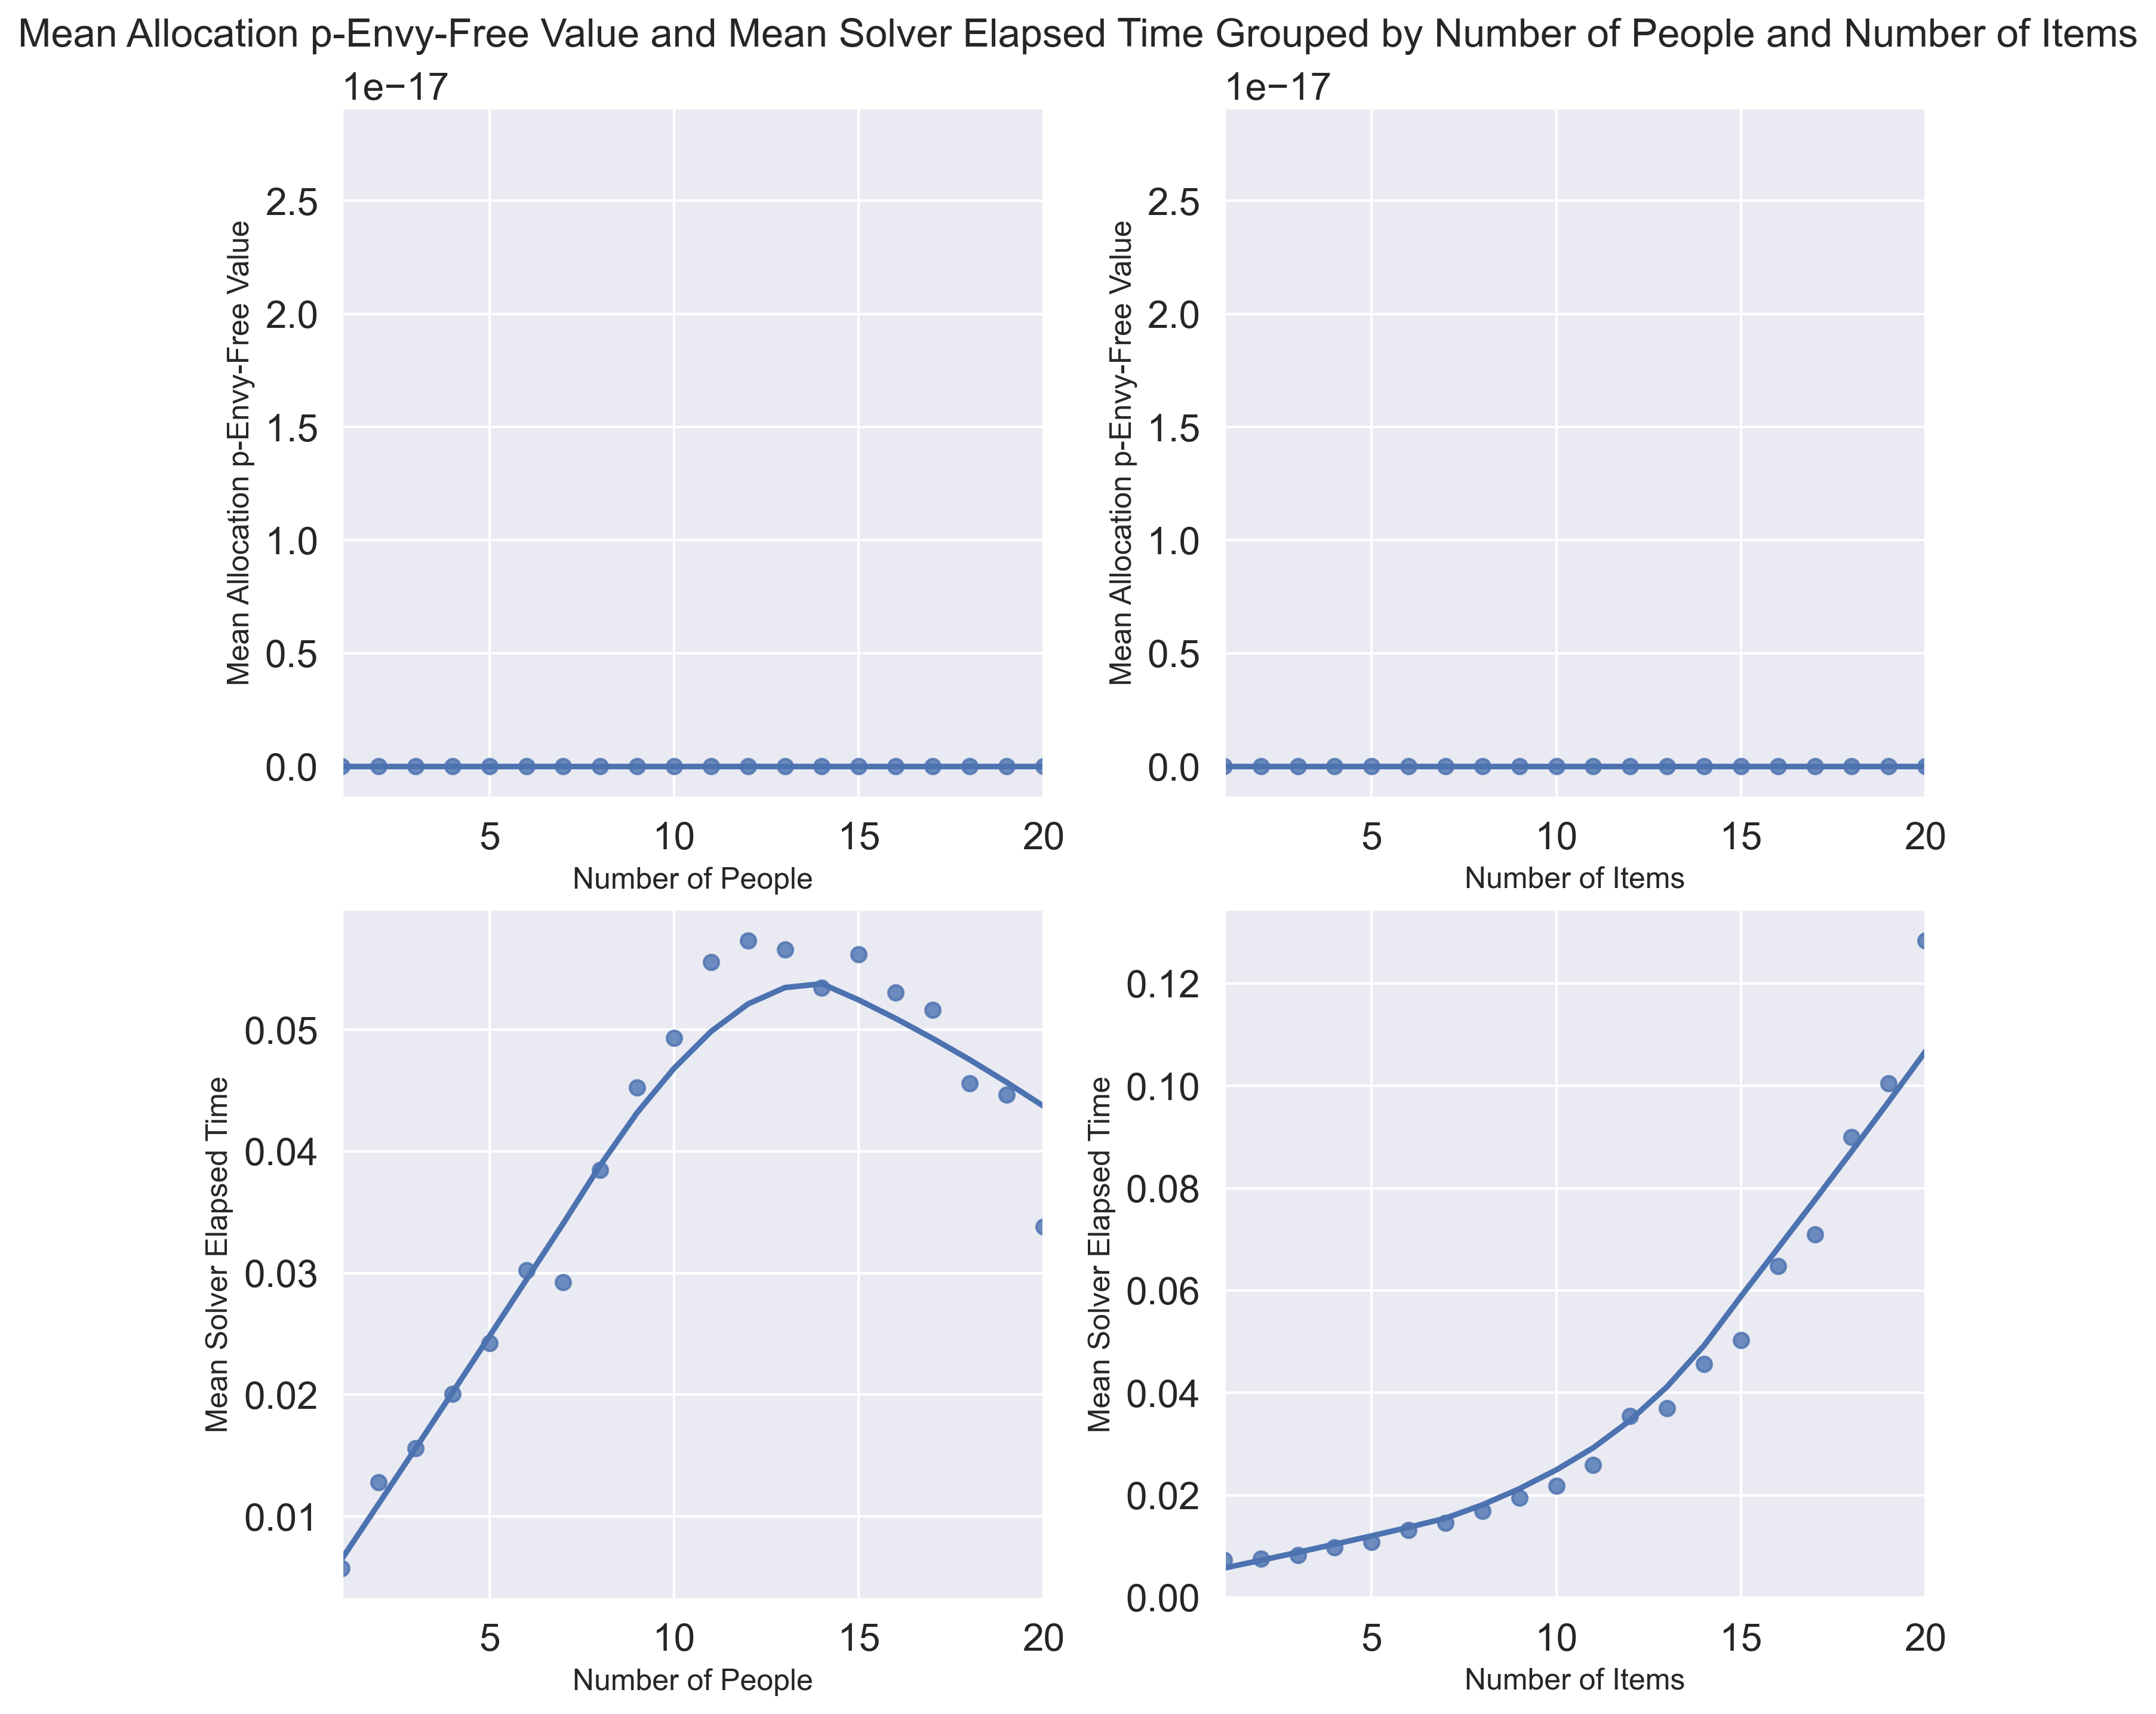 Mean Allocation p-Envy-Free Value and Mean Solver Elapsed Time Grouped by Number of People and Number of Items
1e−17
2.5
2.0
1.5
1.0
0.5
0.0
Mean Allocation p-Envy-Free Value
5 10 15 20
Number of People
1e−17
2.5
2.0
1.5
1.0
0.5
0.0
Mean Allocation p-Envy-Free Value
5 10 15 20
Number of Items
0.05
0.04
0.03
0.02
0.01
Mean Solver Elapsed Time
5 10 15 20
Number of People
0.12
0.10
0.08
0.06
0.04
0.02
0.00
Mean Solver Elapsed Time
5 10 15 20
Number of Items